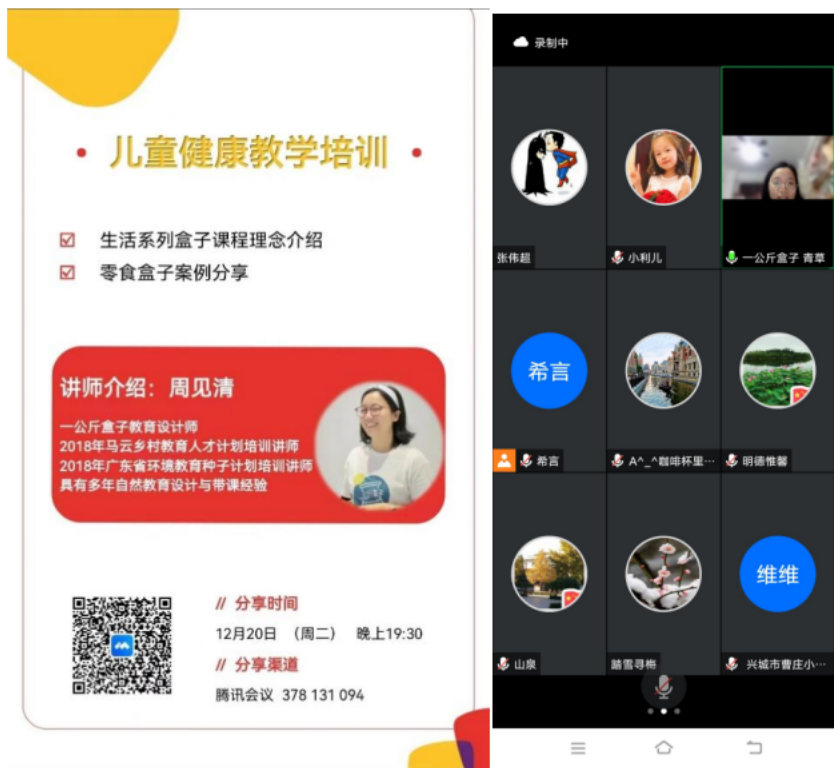 儿童健康教学培训
生活系列盒子课程理念介绍
零食盒子案例分享
讲师介绍：周见清
一公斤盒子教育设计师
2018年马云乡村教育人才计划培训讲师
2018年广东省环境教育种子计划培训讲师
具有多年自然教育设计与带课经验
// 分享时间
12月20日 （周二） 晚上19:30
// 分享渠道
腾讯会议 378 131 094
录制中
张伟超
小利儿
一公斤盒子 青草
希言
希言
A^_^咖啡杯里…
明德惟馨
维维
山泉
踏雪寻梅
兴城市曹庄小…